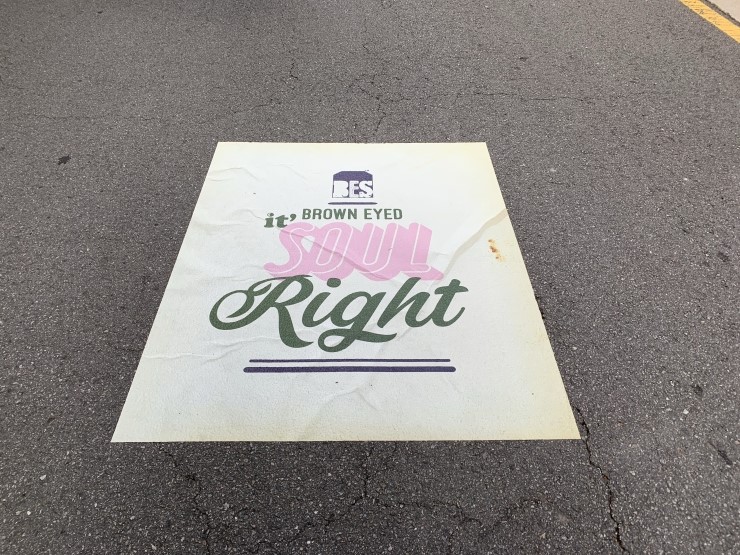 BES
it' BROWN EYED
SOUL
Right